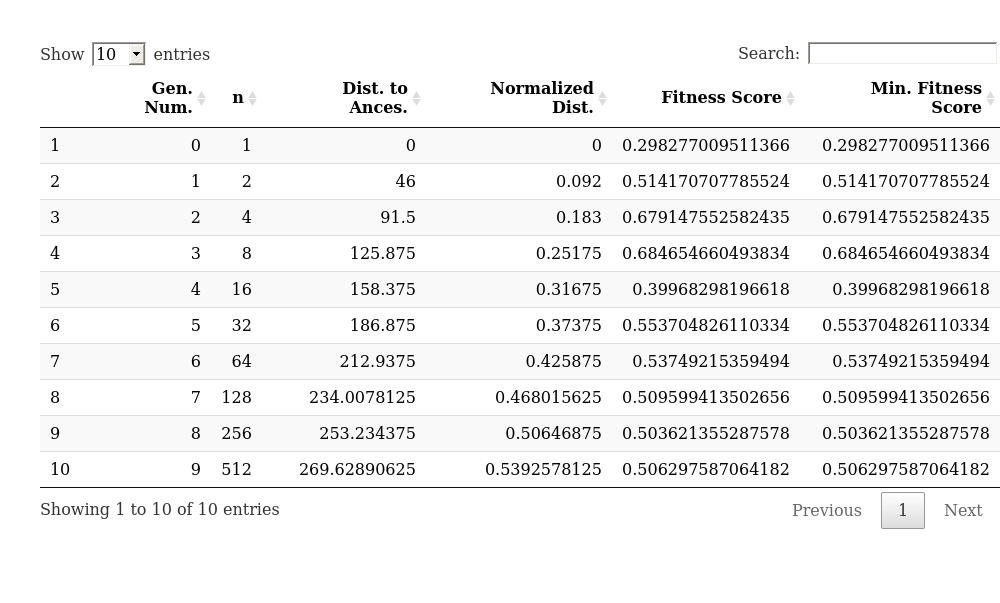 Show 10 entries Search:
Gen. Num. n Dist. to Ances. Normalized Dist. Fitness Score Min. Fitness Score
1 0 1 0 0 0.298277009511366 0.298277009511366
2 1 2 46 0.092 0.514170707785524 0.514170707785524
3 2 4 91.5 0.183 0.679147552582435 0.679147552582435
4 3 8 125.875 0.25175 0.684654660493834 0.684654660493834
5 4 16 158.375 0.31675 0.39968298196618 0.39968298196618
6 5 32 186.875 0.37375 0.553704826110334 0.553704826110334
7 6 64 212.9375 0.425875 0.53749215359494 0.53749215359494
8 7 128 234.0078125 0.468015625 0.509599413502656 0.509599413502656
9 8 256 253.234375 0.50646875 0.503621355287578 0.503621355287578
10 9 512 269.62890625 0.5392578125 0.506297587064182 0.506297587064182
Showing 1 to 10 of 10 entries Previous 1 Next